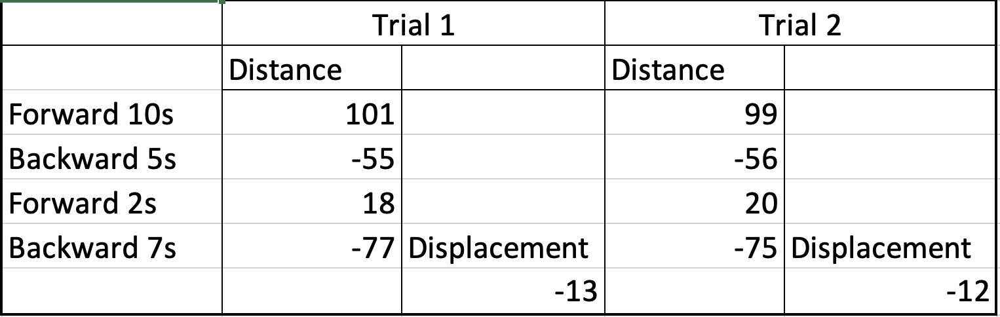 Trial 1 Trial 2
Distance Distance
Forward 10s 101 99
Backward 5s -55 -56
Forward 2s 18 20
Backward 7s -77 Displacement -75 Displacement
-13 -12